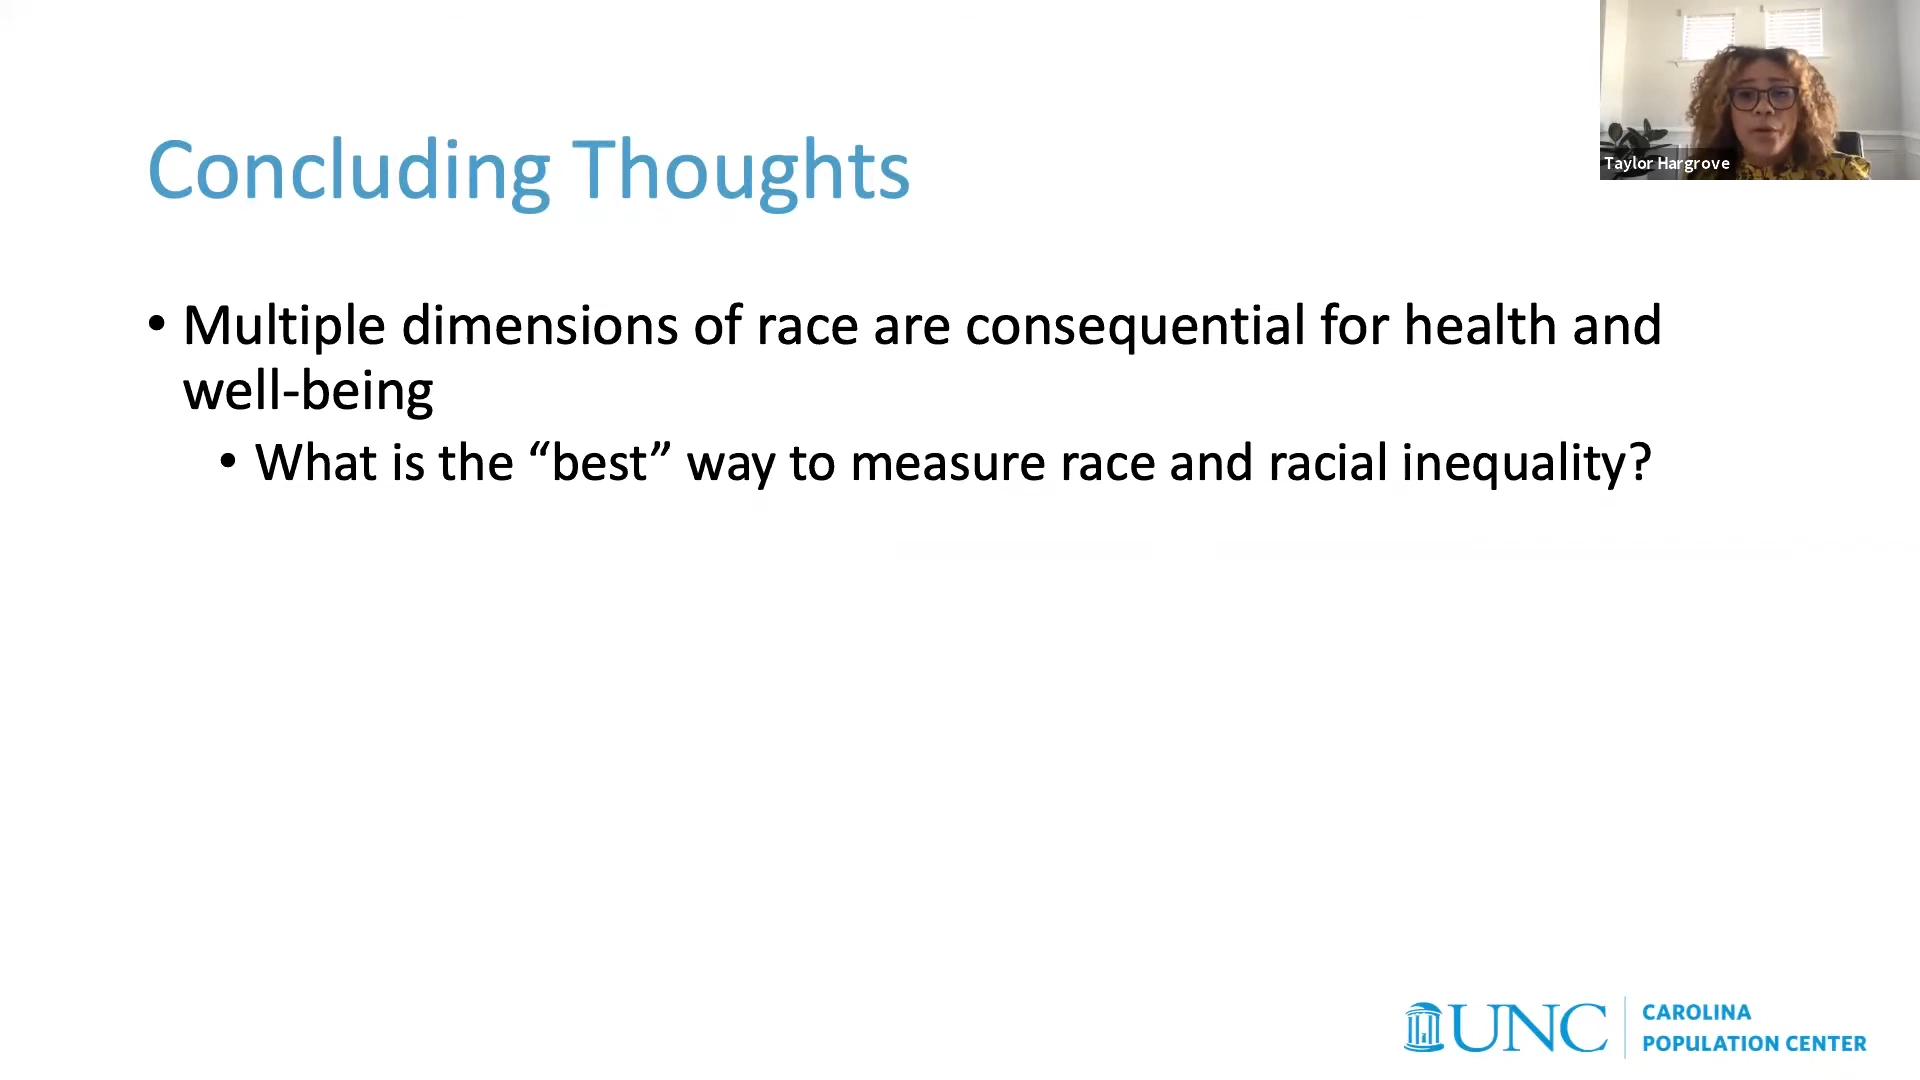 Taylor Hargrove
Concluding Thoughts
• Multiple dimensions of race are consequential for health and
well-being
• What is the “best” way to measure race and racial inequality?
UNC
CAROLINA
POPULATION CENTER